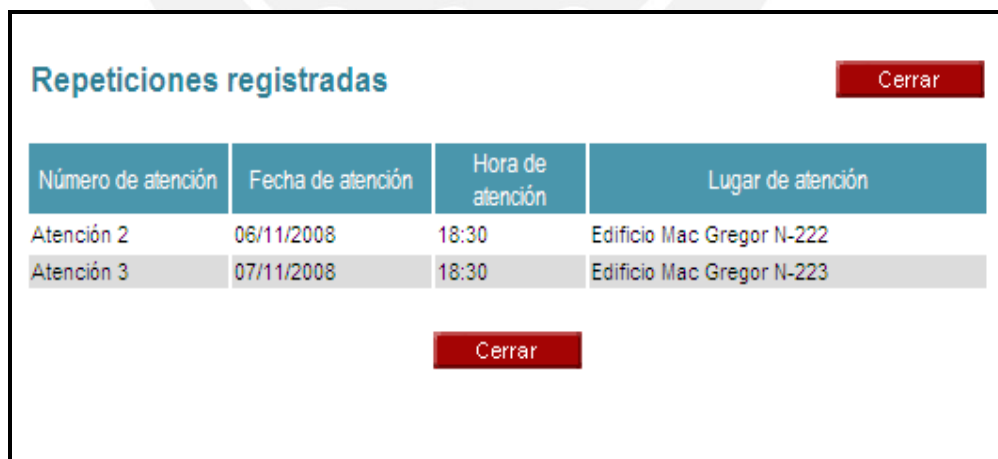 Repeticiones registradas
Cerrar
Número de atención Fecha de atención Hora de atención Lugar de atención
Atención 2 06/11/2008 18:30 Edificio Mac Gregor N-222
Atención 3 07/11/2008 18:30 Edificio Mac Gregor N-223
Cerrar